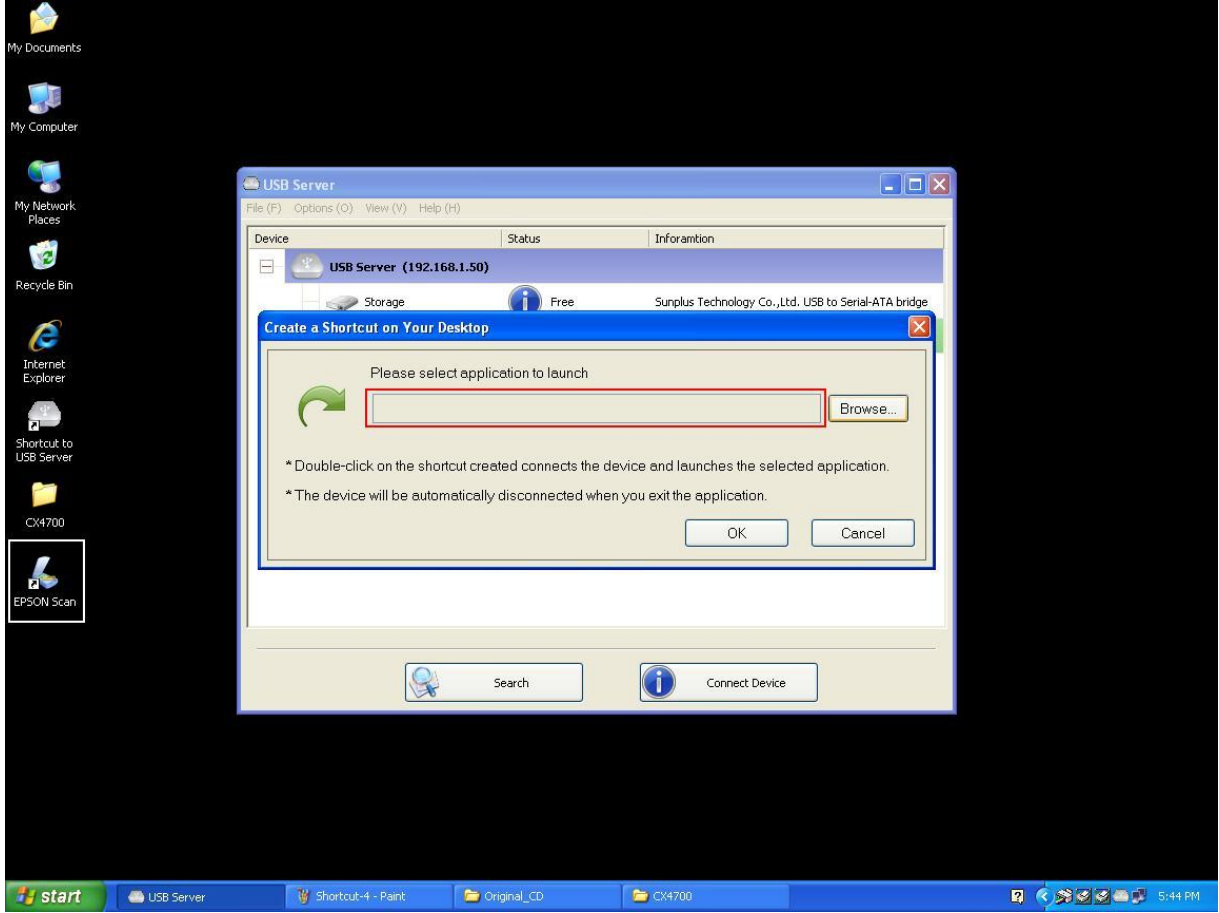 My Documents
My Computer
My Network
Places
Recycle Bin
Internet
Explorer
Shortcut to
USB Server
CX4700
EPSON Scan
USB Server
File (F) Options (O) View (V) Help (H)
Device Status Inforamtion
USB Server (192.168.1.50)
Storage Free Sunplus Technology Co.,Ltd. USB to Serial-ATA bridge
Create a Shortcut on Your Desktop
Please select application to launch
Browse...
* Double-click on the shortcut created connects the device and launches the selected application.
* The device will be automatically disconnected when you exit the application.
OK Cancel
Search Connect Device
start USB Server Shortcut-4 - Paint Original_CD CX4700 5:44 PM